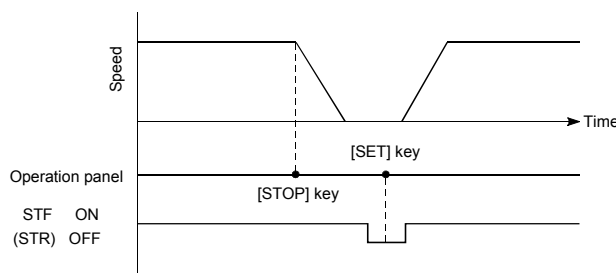 Speed
Time
[SET] key
Operation panel
[STOP] key
STF ON
(STR) OFF